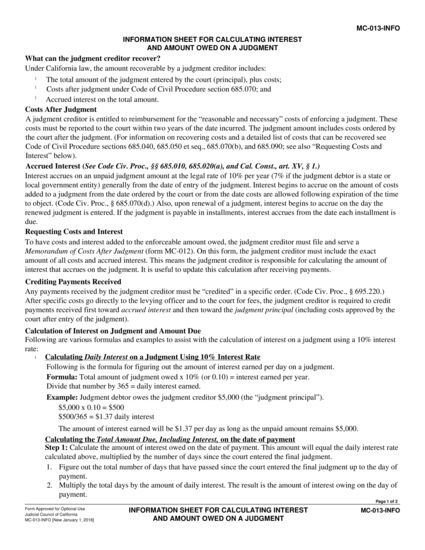 MC-013-INFO
INFORMATION SHEET FOR CALCULATING INTEREST
AND AMOUNT OWED ON A JUDGMENT
What can the judgment creditor recover?
Under California law, the amount recoverable by a judgment creditor includes:
The total amount of the judgment entered by the court (principal), plus costs;
Costs after judgment under Code of Civil Procedure section 685.070; and
Accrued interest on the total amount.
Costs After Judgment
A judgment creditor is entitled to reimbursement for the "reasonable and necessary" costs of enforcing a judgment. These
costs must be reported to the court within two years of the date incurred. The judgment amount includes costs ordered by
the court after the judgment. (For information on recovering costs and a detailed list of costs that can be recovered see
Code of Civil Procedure sections 685.040, 685.050 et seq., 685.070(b), and 685.090; see also "Requesting Costs and
Interest" below).
Accrued Interest (See Code Civ. Proc., §§ 685.010, 685.020(a), and Cal. Const., art. XV, § 1.)
Interest accrues on an unpaid judgment amount at the legal rate of 10% per year (7% if the judgment debtor is a state or
local government entity) generally from the date of entry of the judgment. Interest begins to accrue on the amount of costs
added to a judgment from the date ordered by the court or from the date costs are allowed following expiration of the time
to object. (Code Civ. Proc., § 685.070(d).) Also, upon renewal of a judgment, interest begins to accrue on the day the
renewed judgment is entered. If the judgment is payable in installments, interest accrues from the date each installment is
due.
Requesting Costs and Interest
To have costs and interest added to the enforceable amount owed, the judgment creditor must file and serve a
Memorandum of Costs After Judgment (form MC-012). On this form, the judgment creditor must include the exact
amount of all costs and accrued interest. This means the judgment creditor is responsible for calculating the amount of
interest that accrues on the judgment. It is useful to update this calculation after receiving payments.
Crediting Payments Received
Any payments received by the judgment creditor must be "credited" in a specific order. (Code Civ. Proc., § 695.220.)
After specific costs go directly to the levying officer and to the court for fees, the judgment creditor is required to credit
payments received first toward accrued interest and then toward the judgment principal (including costs approved by the
court after entry of the judgment).
Calculation of Interest on Judgment and Amount Due
Following are various formulas and examples to assist with the calculation of interest on a judgment using a 10% interest
rate:
Calculating Daily Interest on a Judgment Using 10% Interest Rate
Following is the formula for figuring out the amount of interest earned per day on a judgment.
Formula: Total amount of judgment owed x 10% (or 0.10) = interest earned per year.
Divide that number by 365 = daily interest earned.
Example: Judgment debtor owes the judgment creditor $5,000 (the "judgment principal").
$5,000 x 0.10 = $500
$500/365 = $1.37 daily interest
The amount of interest earned will be $1.37 per day as long as the unpaid amount remains $5,000.
Calculating the Total Amount Due, Including Interest, on the date of payment
Step 1: Calculate the amount of interest owed on the date of payment. This amount will equal the daily interest rate
calculated above, multiplied by the number of days since the court entered the final judgment.
1. Figure out the total number of days that have passed since the court entered the final judgment up to the day of
payment.
2. Multiply the total days by the amount of daily interest. The result is the amount of interest owing on the day of
payment.
Page 1 of 2
Form Approved for Optional Use
Judicial Council of California
MC-013-INFO [New January 1, 2018]
INFORMATION SHEET FOR CALCULATING INTEREST
AND AMOUNT OWED ON A JUDGMENT
MC-013-INFO